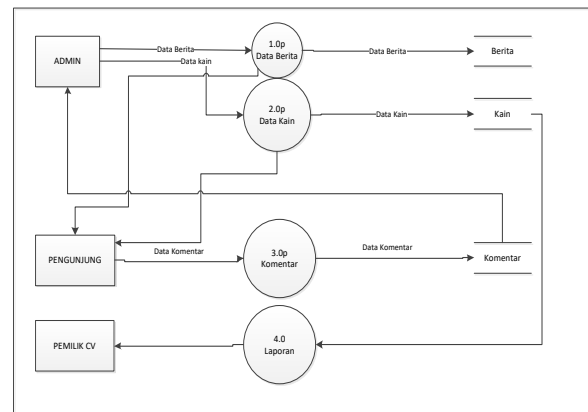 ADMIN
Data Berita
Data kain
1.0p
Data Berita
Data Berita
Berita
2.0p
Data Kain
Data Kain
Kain
PENGUNJUNG
Data Komentar
3.0p
Komentar
Data Komentar
Komentar
PEMILIK CV
4.0
Laporan